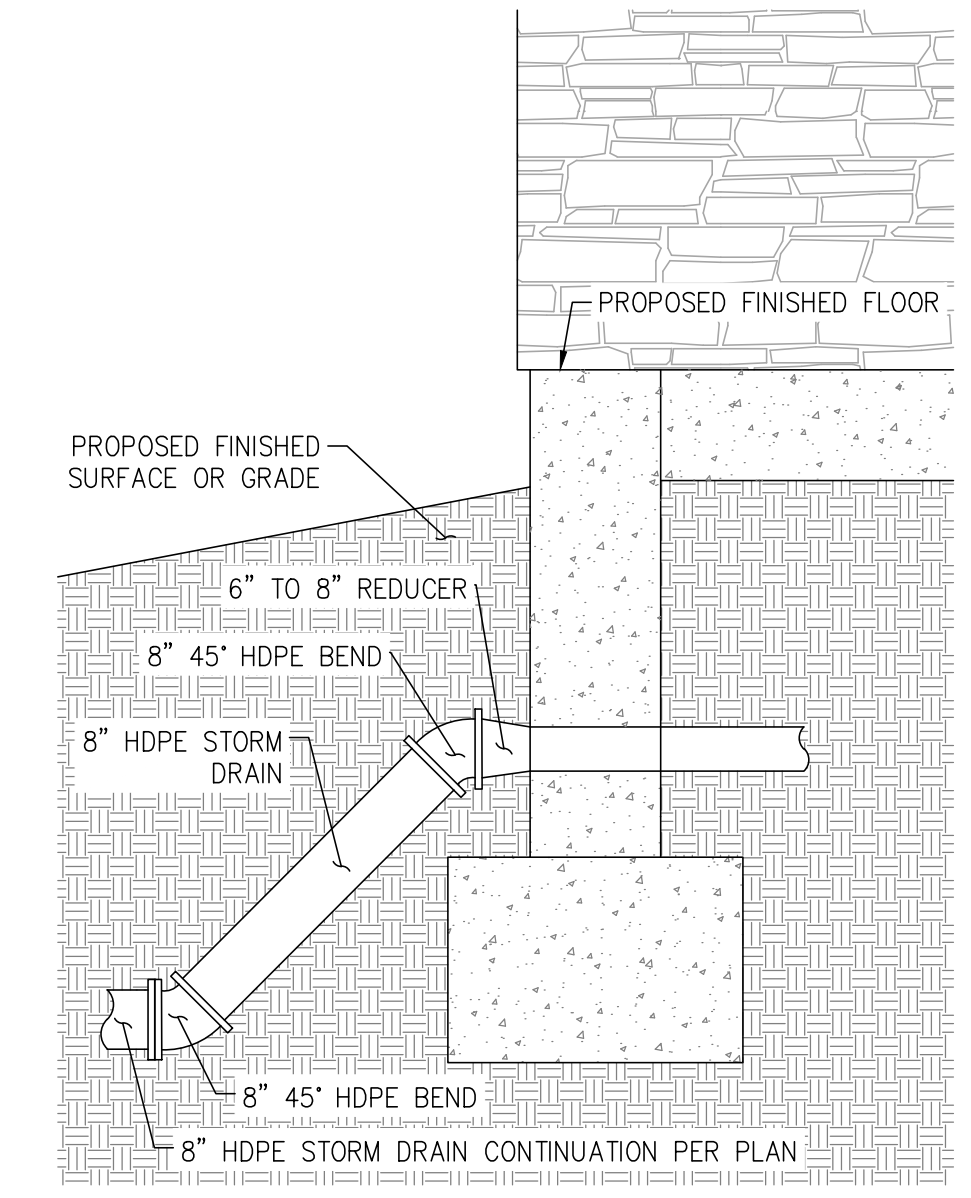 PROPOSED FINISHED FLOOR
PROPOSED FINISHED
SURFACE OR GRADE
6” TO 8” REDUCER
8” 45° HDPE BEND
8” HDPE STORM
DRAIN
8” 45° HDPE BEND
8” HDPE STORM DRAIN CONTINUATION PER PLAN